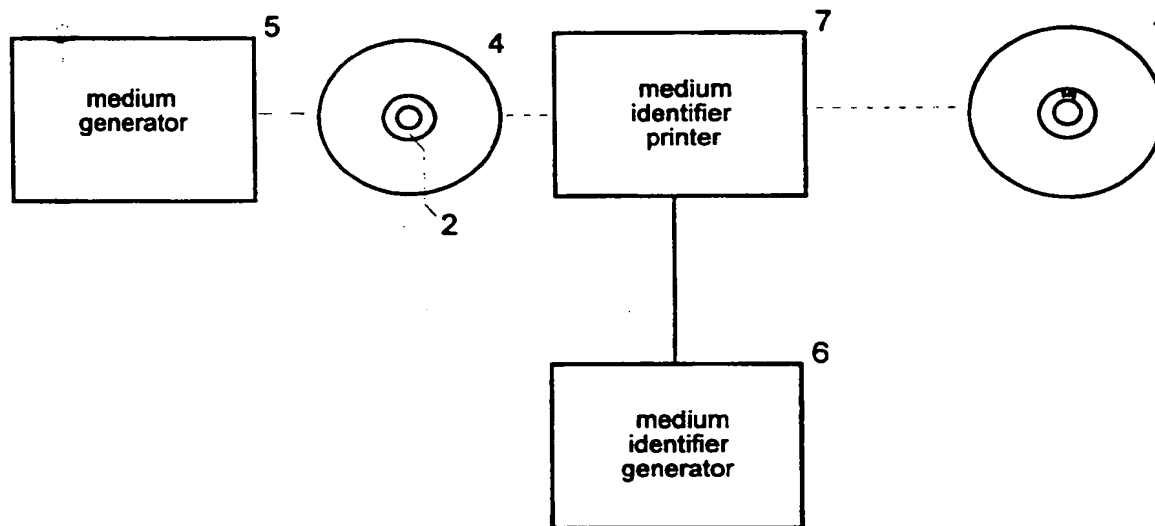 5
medium
generator
4
2
7
medium
identifier
printer
6
medium
identifier
generator